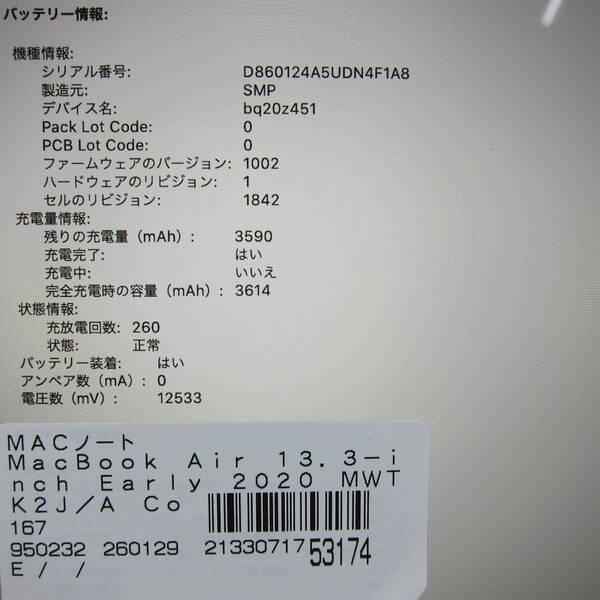 バッテリー情報:
機種情報:
シリアル番号: D860124A5UDN4F1A8
製造元: SMP
デバイス名: bq20z451
Pack Lot Code: 0
PCB Lot Code: 0
ファームウェアのバージョン: 1002
ハードウェアのリビジョン: 1
セルのリビジョン: 1842
充電量情報:
残りの充電量（mAh）: 3590
充電完了: はい
充電中: いいえ
完全充電時の容量（mAh）: 3614
状態情報:
充放電回数: 260
状態: 正常
バッテリー装着: はい
アンペア数（mA）: 0
電圧数（mV）: 12533
ＭＡＣノート
ＭａｃＢｏｏｋ　Ａｉｒ　１３．３－ｉ
ｎｃｈ　Ｅａｒｌｙ　２０２０　ＭＷＴ
Ｋ２Ｊ／Ａ　Ｃｏ
167
950232 260129 21330717 53174
E / /